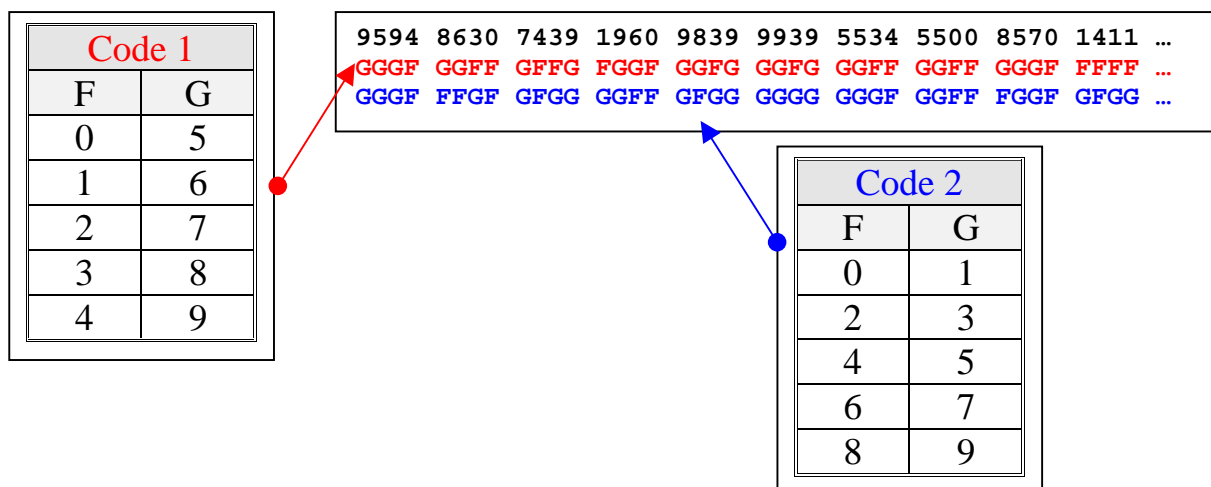 Code 1
F G
0 5
1 6
2 7
3 8
4 9
9594 8630 7439 1960 9839 9939 5534 5500 8570 1411 …
GGGF GGFF GFFG FGGF GGFG GGFG GGFF GGFF GGGF FFFF …
GGGF FFGF GFGG GGFF GFGG GGGG GGGF GGFF FGGF GFGG …
Code 2
F G
0 1
2 3
4 5
6 7
8 9